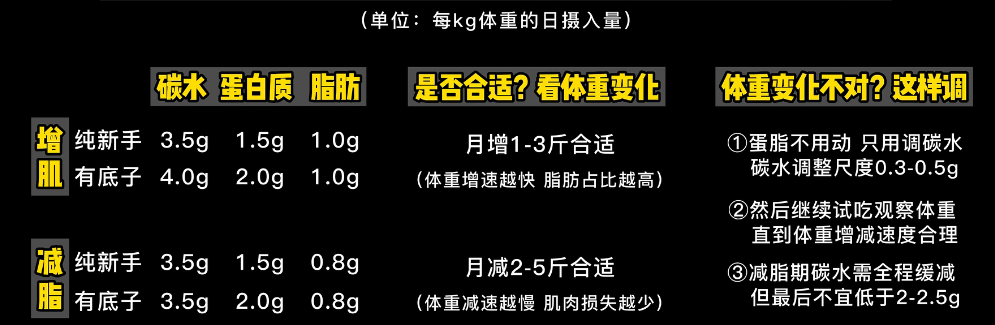 （单位：每kg体重的日摄入量）
碳水 蛋白质 脂肪 是否合适？看体重变化 体重变化不对？这样调
增肌
纯新手 3.5g 1.5g 1.0g
有底子 4.0g 2.0g 1.0g
月增1-3斤合适
（体重增速越快 脂肪占比越高）
减脂
纯新手 3.5g 1.5g 0.8g
有底子 3.5g 2.0g 0.8g
月减2-5斤合适
（体重减速越慢 肌肉损失越少）
①蛋脂不用动 只用调碳水
碳水调整尺度0.3-0.5g
②然后继续试吃观察体重
直到体重增减速度合理
③减脂期碳水需全程缓减
但最后不宜低于2-2.5g